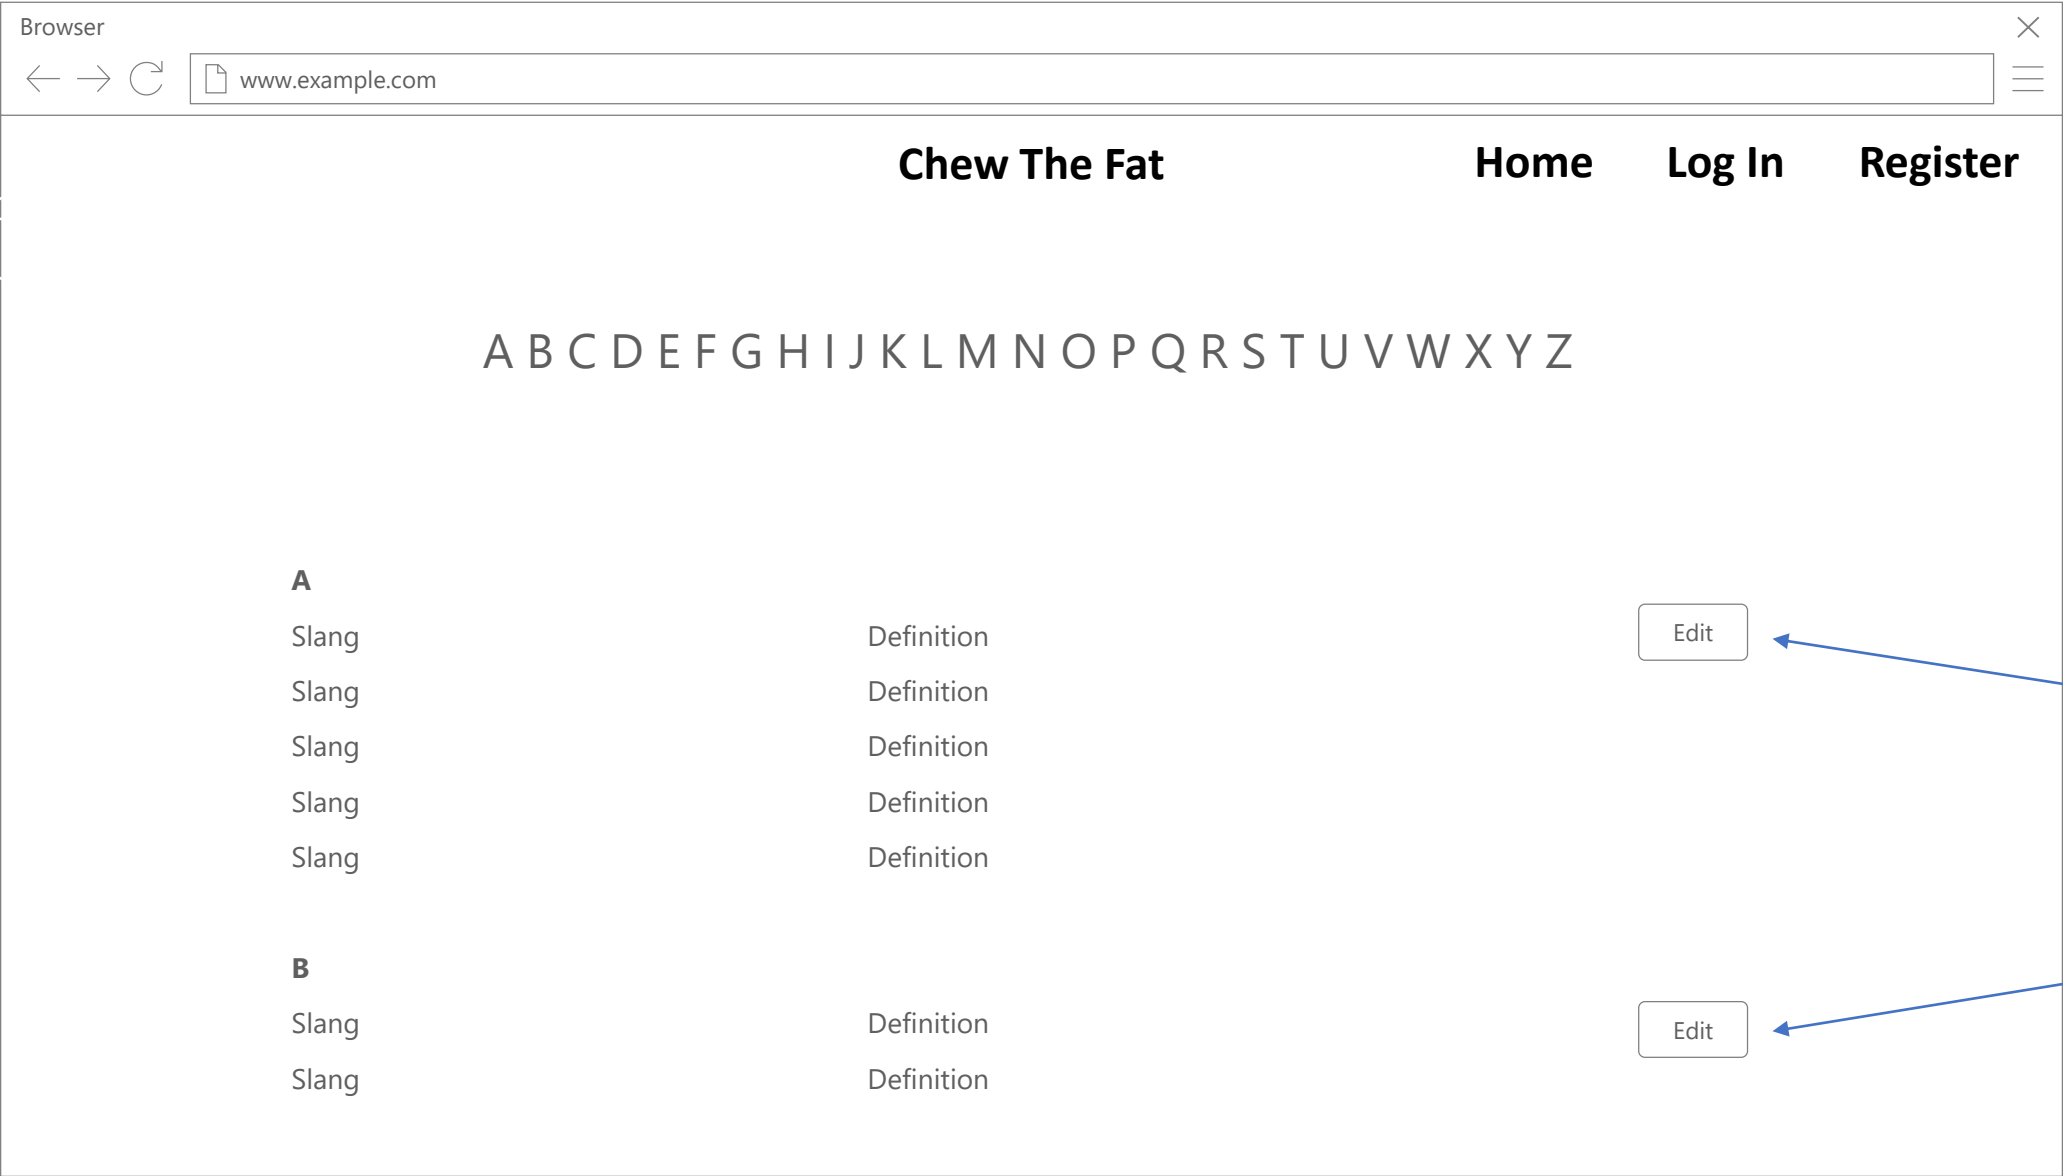 Browser
www.example.com
Chew The Fat Home Log In Register
A B C D E F G H I J K L M N O P Q R S T U V W X Y Z
A
Slang Definition Edit
Slang Definition
Slang Definition
Slang Definition
Slang Definition
B
Slang Definition Edit
Slang Definition